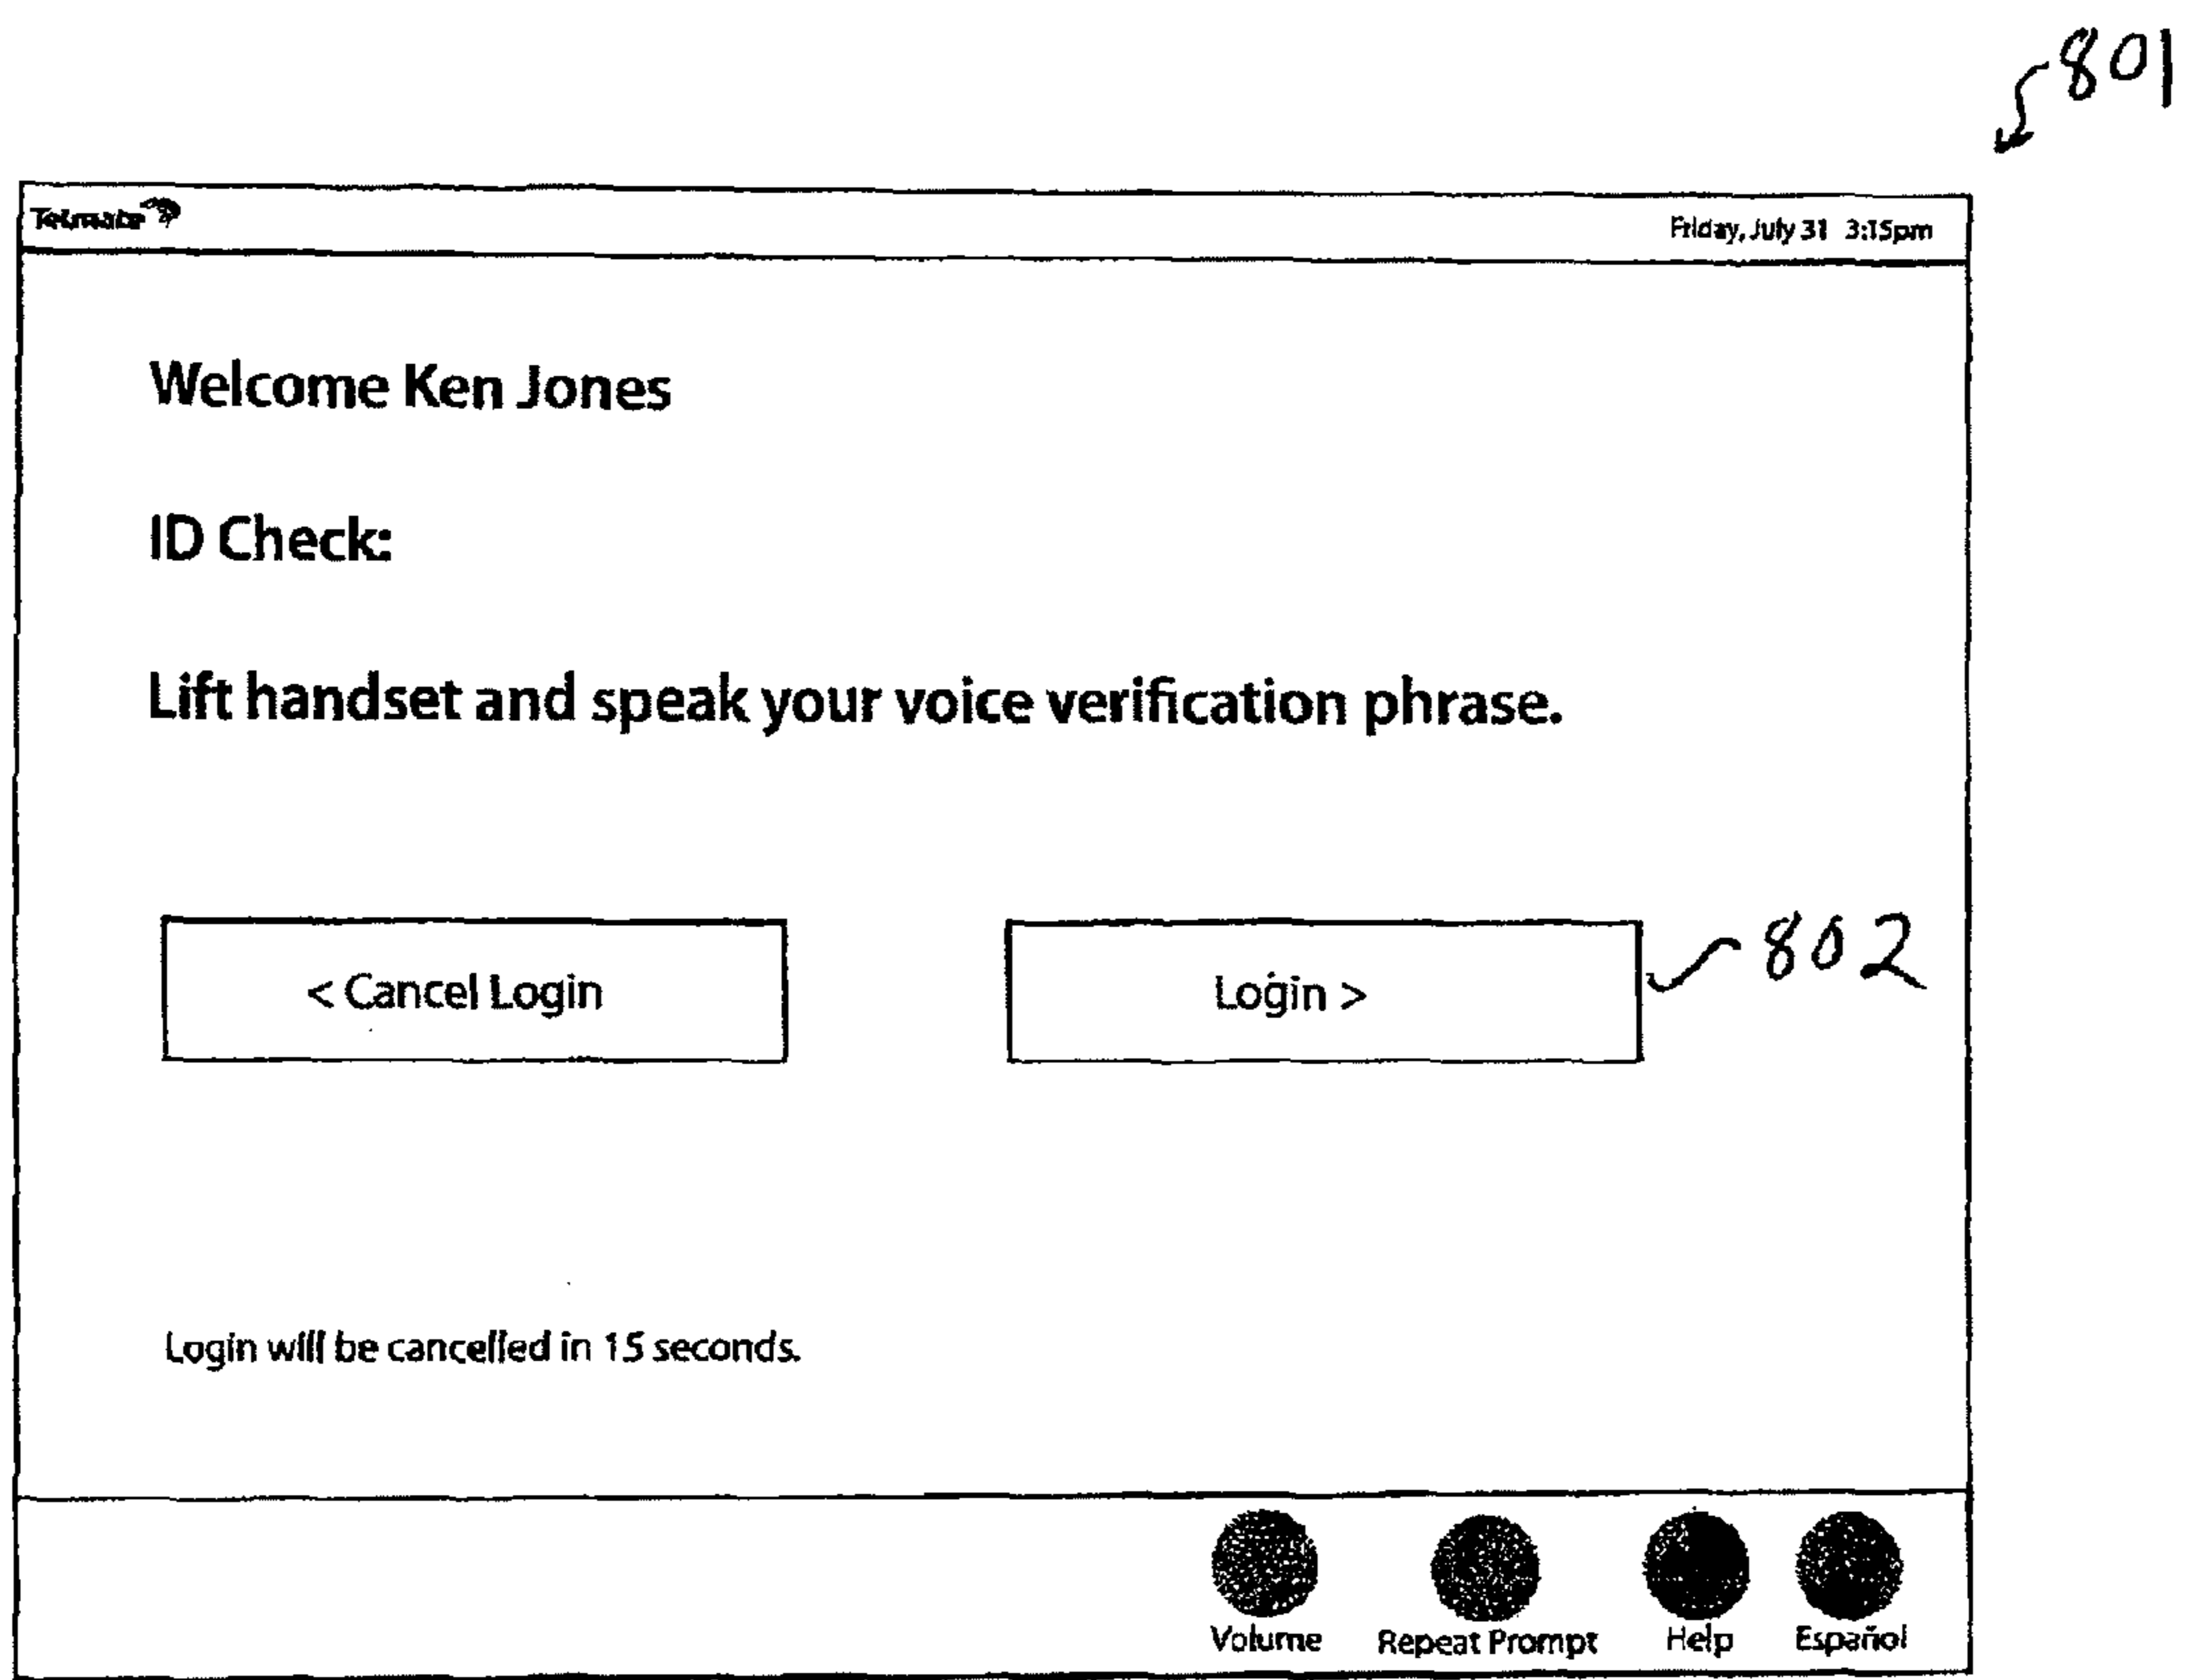 801
Telmate
Friday, July 31 3:15pm
Welcome Ken Jones
ID Check:
Lift handset and speak your voice verification phrase.
< Cancel Login
Login >
802
Login will be cancelled in 15 seconds.
Volume
Repeat Prompt
Help
Español